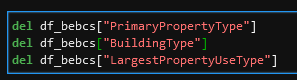 del df_bebcs["PrimaryPropertyType"]
del df_bebcs["BuildingType"]
del df_bebcs["LargestPropertyUseType"]